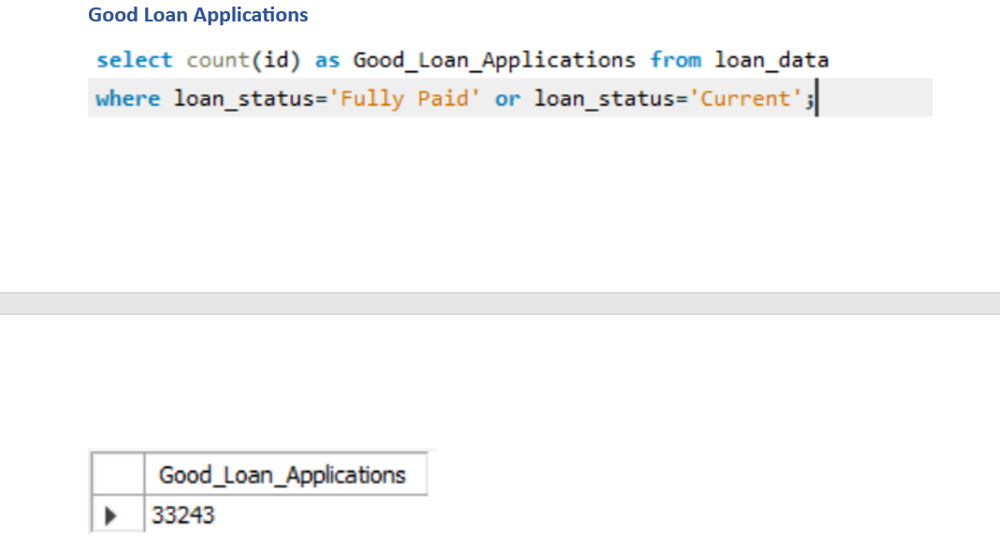 Good Loan Applications
select count(id) as Good_Loan_Applications from loan_data
where loan_status='Fully Paid' or loan_status='Current';
Good_Loan_Applications
33243